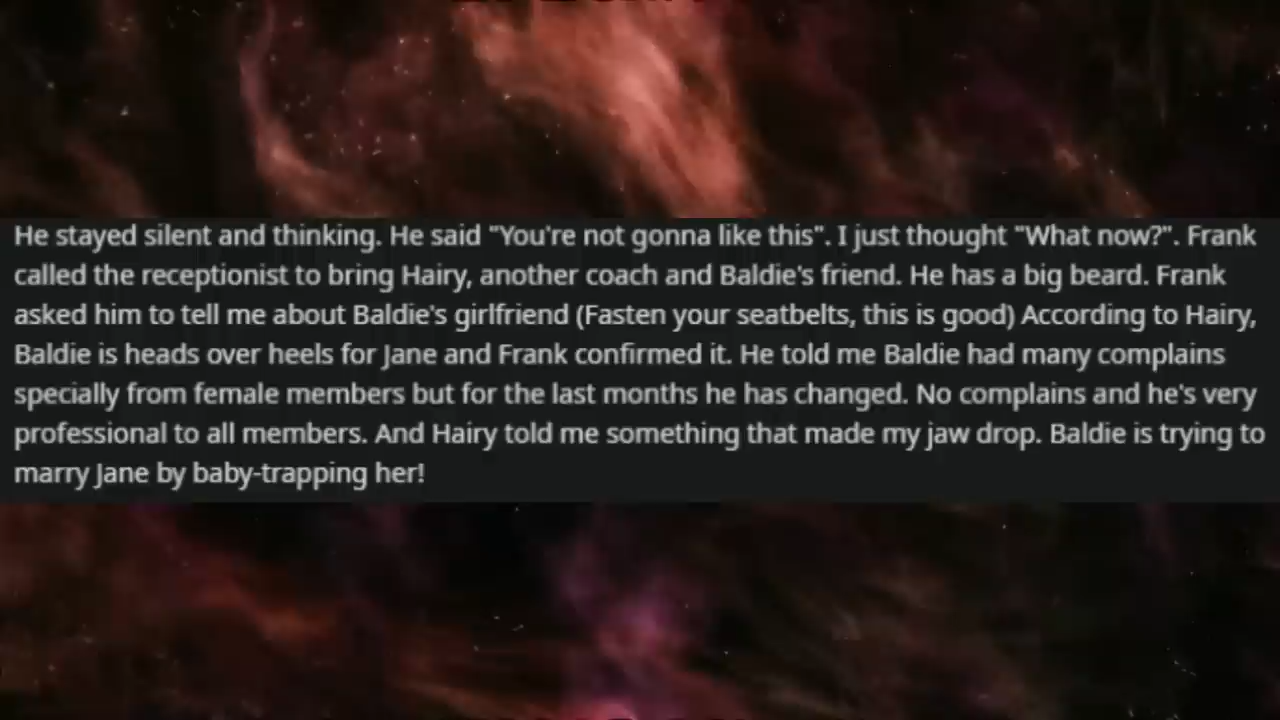 He stayed silent and thinking. He said "You're not gonna like this". I just thought "What now?". Frank
called the receptionist to bring Hairy, another coach and Baldie's friend. He has a big beard. Frank
asked him to tell me about Baldie's girlfriend (Fasten your seatbelts, this is good) According to Hairy,
Baldie is heads over heels for Jane and Frank confirmed it. He told me Baldie had many complains
specially from female members but for the last months he has changed. No complains and he's very
professional to all members. And Hairy told me something that made my jaw drop. Baldie is trying to
marry Jane by baby-trapping her!